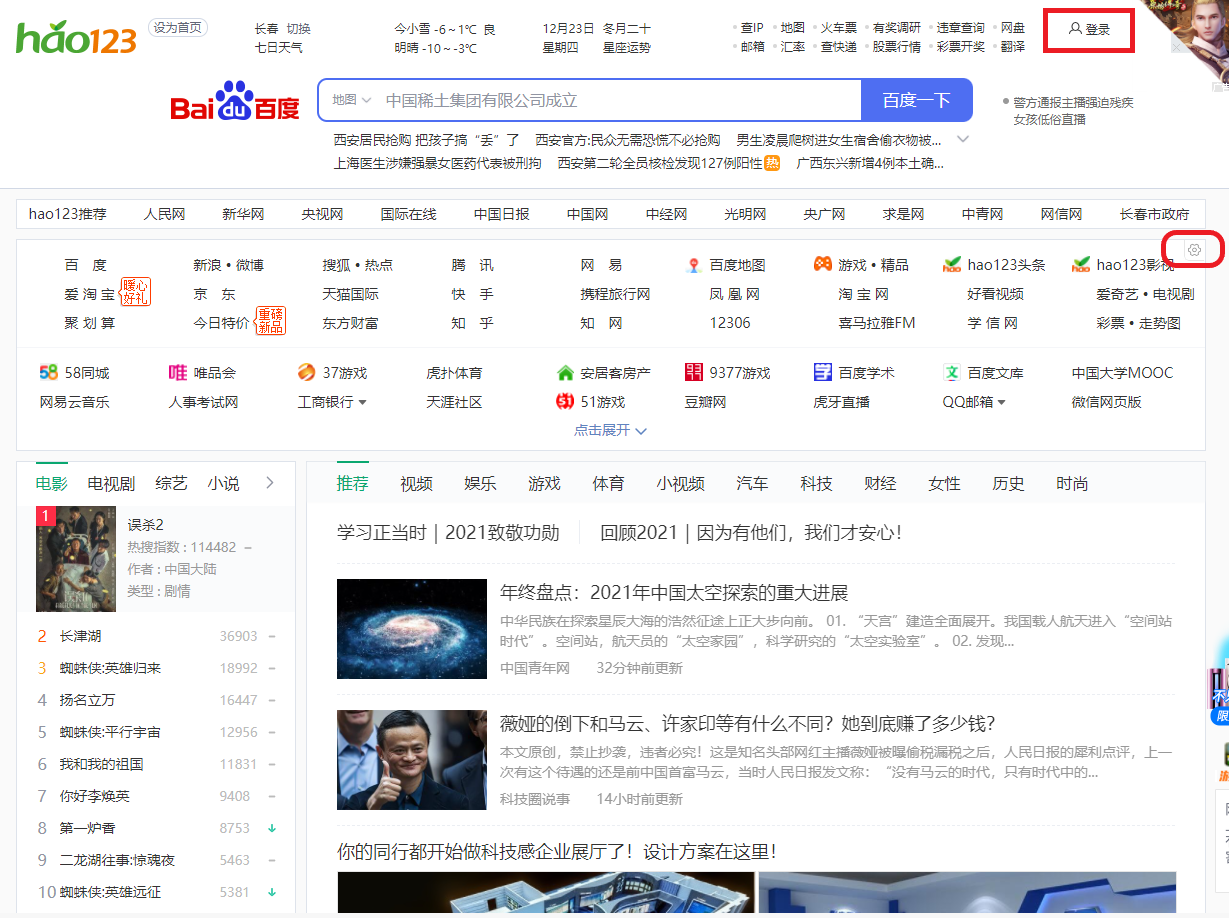 hao123 设为首页
长春 切换 今小雪 -6 ~ 1℃ 良 12月23日 冬月二十
七日天气 明晴 -10 ~ -3℃ 星期四 星座运势
查IP 地图 火车票 有奖调研 违章查询 网盘
邮箱 汇率 查快递 股票行情 彩票开奖 翻译
登录
Bai du 百度
地图 中国稀土集团有限公司成立 百度一下
警方通报主播强迫残疾
女孩低俗直播
西安居民抢购 把孩子搞“丢”了 西安官方:民众无需恐慌不必抢购 男生凌晨爬树进女生宿舍偷衣物被...
上海医生涉嫌强暴女医药代表被刑拘 西安第二轮全员核检发现127例阳性 热 广西东兴新增4例本土确...
hao123推荐 人民网 新华网 央视网 国际在线 中国日报 中国网 中经网 光明网 央广网 求是网 中青网 网信网 长春市政府
百 度 新浪 • 微博 搜狐 • 热点 腾 讯 网 易 百度地图 游戏 • 精品 hao123头条 hao123影视
爱 淘 宝 暖心好礼 京 东 天猫国际 快 手 携程旅行网 凤 凰 网 淘 宝 网 好看视频 爱奇艺 • 电视剧
聚 划 算 今日特价 重磅新品 东方财富 知 乎 知 网 12306 喜马拉雅FM 学 信 网 彩票 • 走势图
58 58同城 唯 唯品会 37游戏 虎扑体育 安居客房产 9377游戏 百度学术 文 百度文库 中国大学MOOC
网易云音乐 人事考试网 工商银行 天涯社区 51 51游戏 豆瓣网 虎牙直播 QQ邮箱 微信网页版
点击展开
电影 电视剧 综艺 小说
1 误杀2
热搜指数 : 114482
作者 : 中国大陆
类型 : 剧情
2 长津湖 36903
3 蜘蛛侠:英雄归来 18992
4 扬名立万 16447
5 蜘蛛侠:平行宇宙 12956
6 我和我的祖国 11831
7 你好李焕英 9408
8 第一炉香 8753
9 二龙湖往事:惊魂夜 5463
10 蜘蛛侠:英雄远征 5381
推荐 视频 娱乐 游戏 体育 小视频 汽车 科技 财经 女性 历史 时尚
学习正当时｜2021致敬功勋 回顾2021｜因为有他们，我们才安心！
年终盘点：2021年中国太空探索的重大进展
中华民族在探索星辰大海的浩然征途上正大步向前。 01. “天宫”建造全面展开。我国载人航天进入“空间站
时代”。空间站，航天员的“太空家园”，科学研究的“太空实验室”。 02. 发现...
中国青年网 32分钟前更新
薇娅的倒下和马云、许家印等有什么不同？她到底赚了多少钱？
本文原创，禁止抄袭，违者必究！这是知名头部网红主播薇娅被曝偷税漏税之后，人民日报的犀利点评，上一
次有这个待遇的还是前中国首富马云，当时人民日报发文称：“没有马云的时代，只有时代中的...
科技圈说事 14小时前更新
你的同行都开始做科技感企业展厅了！设计方案在这里！